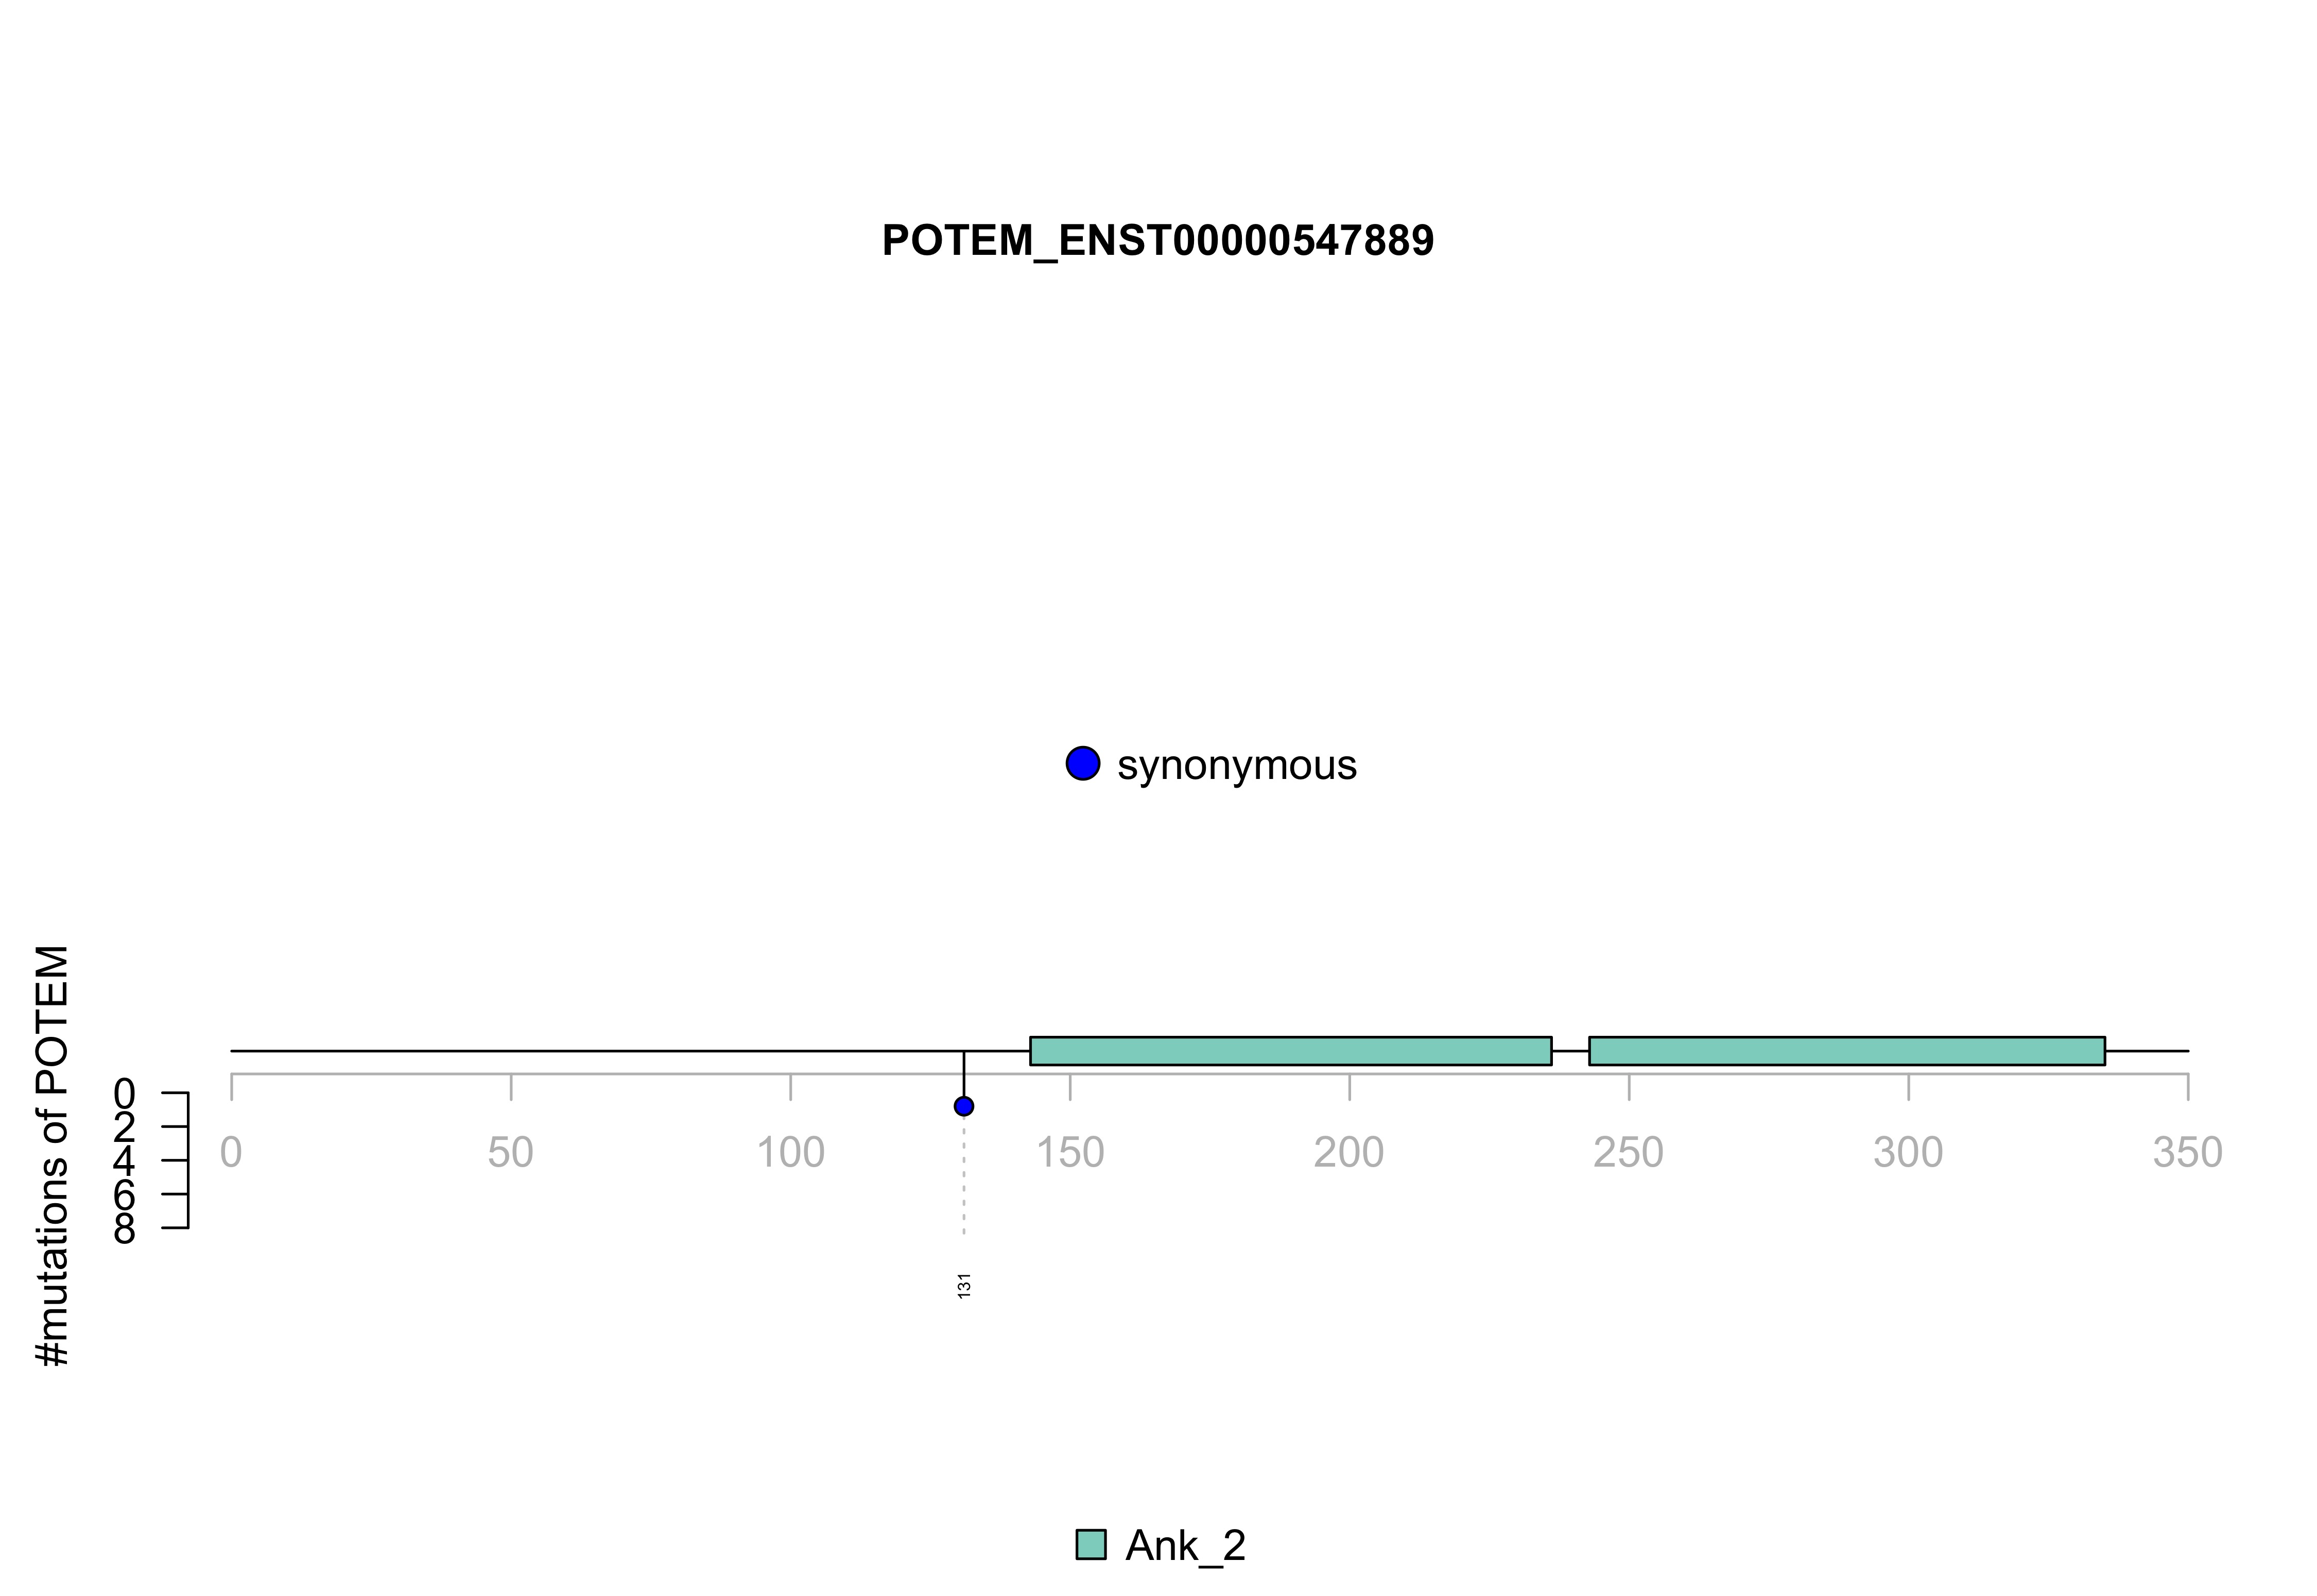 POTEM_ENST00000547889
synonymous
#mutations of POTEM
0
2
4
6
8
0 50 100 150 200 250 300 350
131
Ank_2